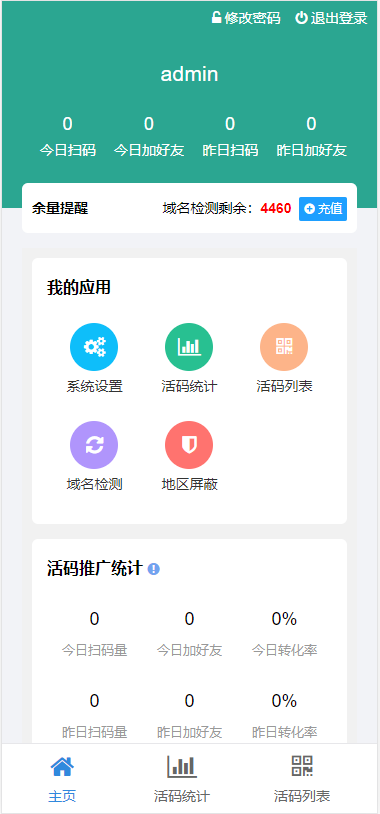 修改密码 退出登录
admin
0 0 0 0
今日扫码 今日加好友 昨日扫码 昨日加好友
余量提醒 域名检测剩余：4460 充值
我的应用
系统设置 活码统计 活码列表
域名检测 地区屏蔽
活码推广统计
0 0 0%
今日扫码量 今日加好友 今日转化率
0 0 0%
昨日扫码量 昨日加好友 昨日转化率
主页 活码统计 活码列表